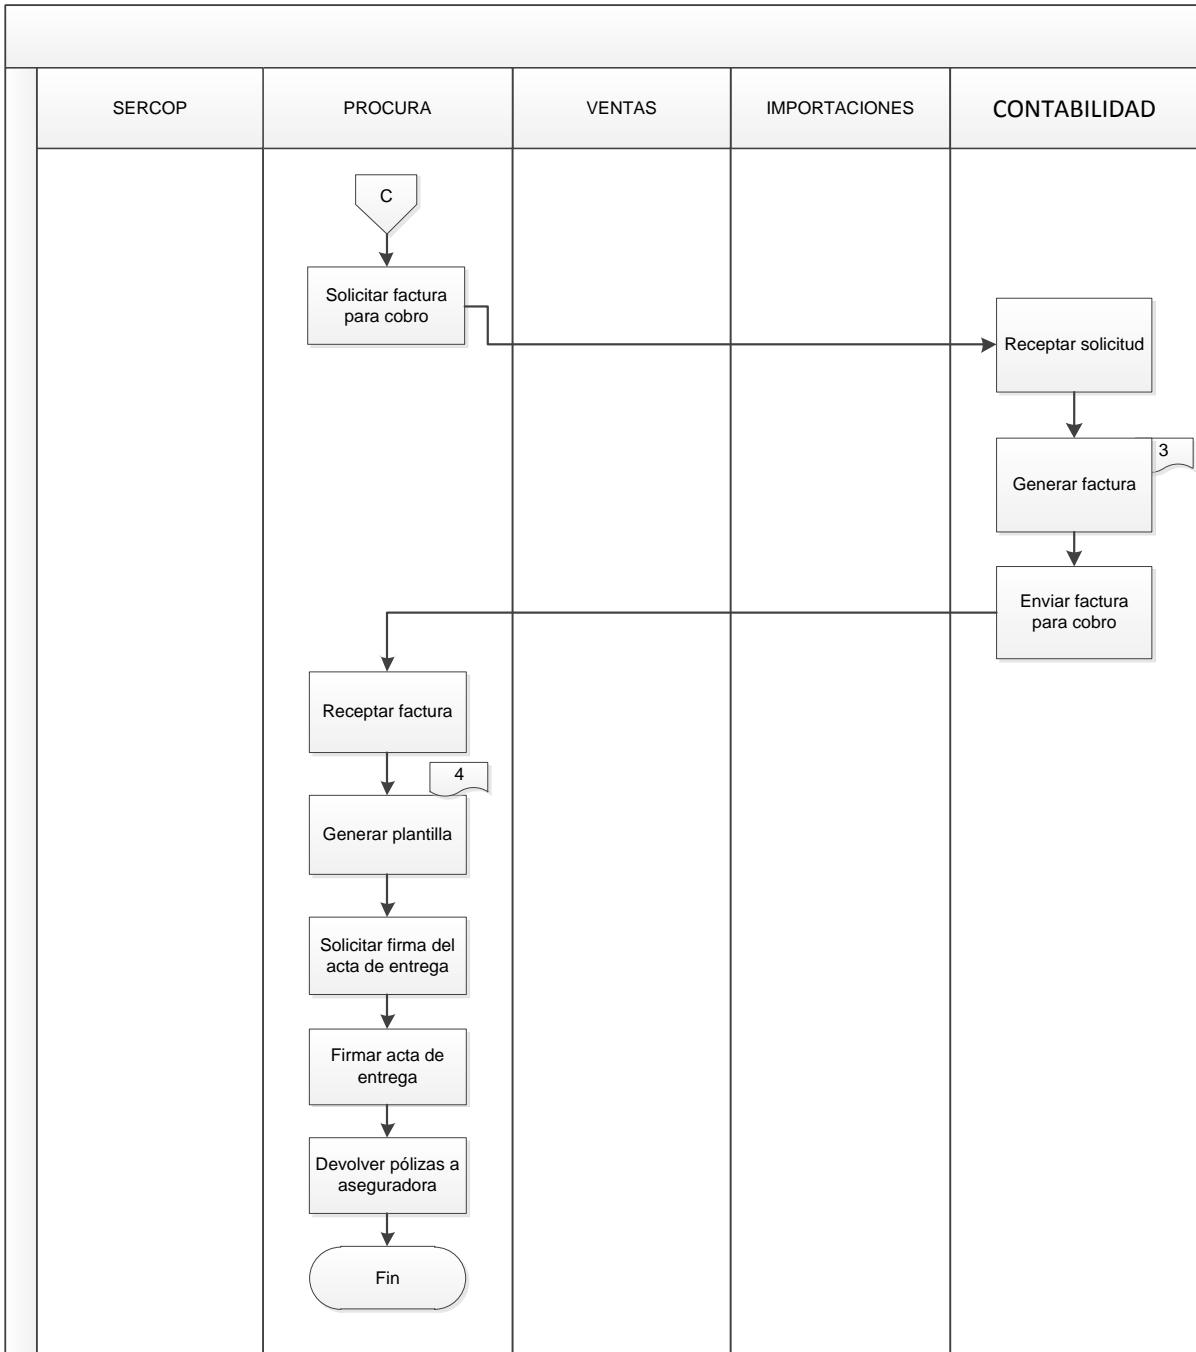 SERCOP
PROCURA
VENTAS
IMPORTACIONES
CONTABILIDAD
C
Solicitar factura
para cobro
Receptar solicitud
3
Generar factura
Enviar factura
para cobro
Receptar factura
4
Generar plantilla
Solicitar firma del
acta de entrega
Firmar acta de
entrega
Devolver pólizas a
aseguradora
Fin